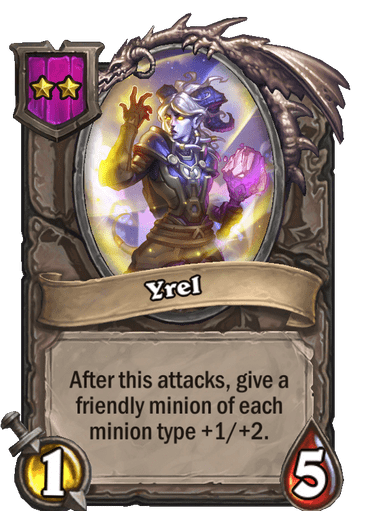 Yrel
After this attacks, give a
friendly minion of each
minion type +1/+2.
1
5